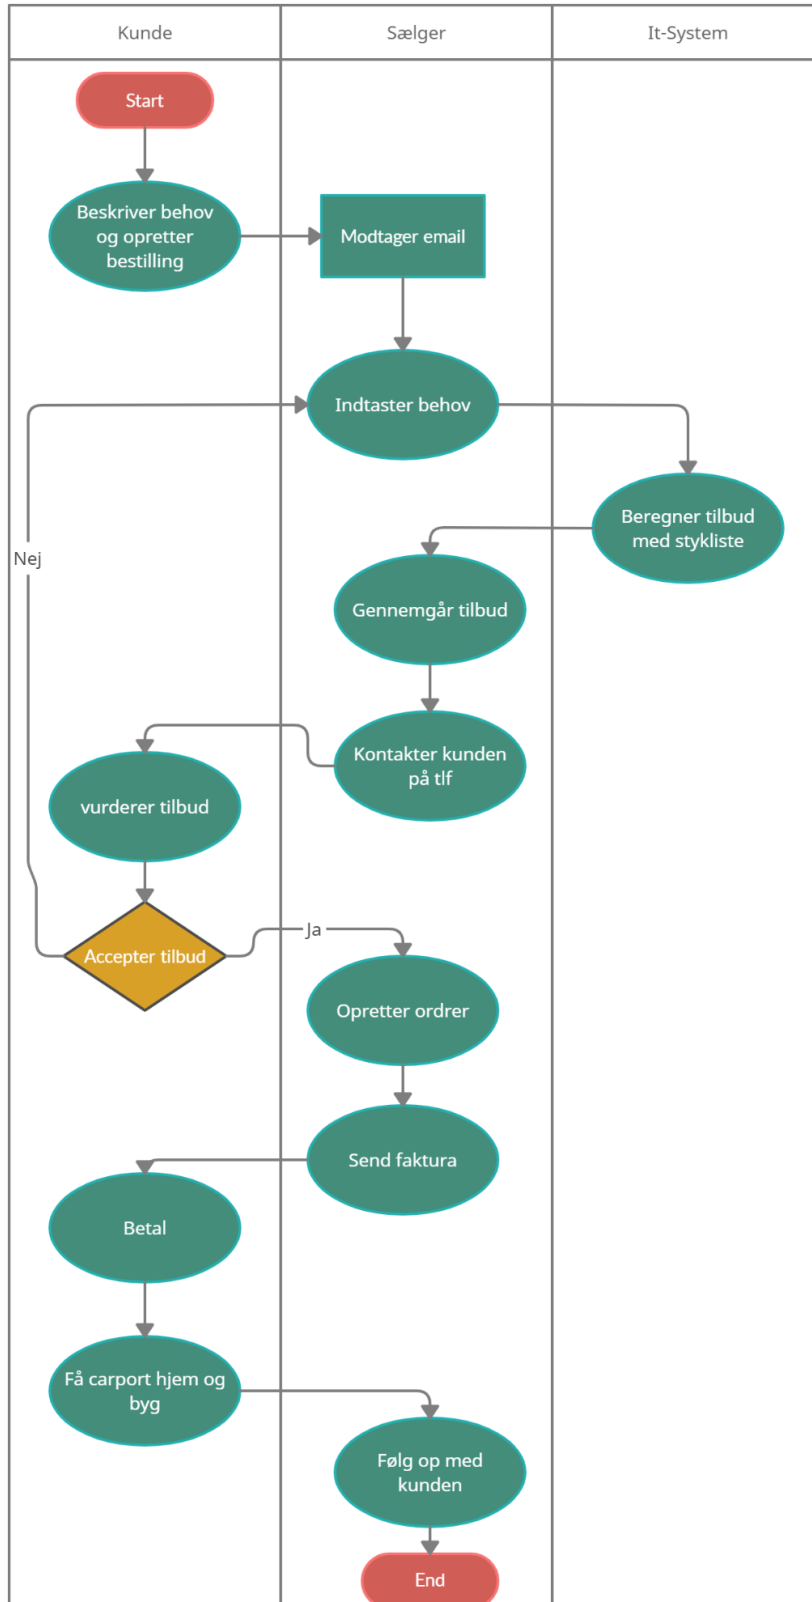 Kunde
Sælger
It-System
Start
Beskriver behov
og opretter
bestilling
Modtager email
Indtaster behov
Beregner tilbud
med stykliste
Nej
Gennemgår tilbud
Kontakter kunden
på tlf
vurderer tilbud
Accepter tilbud
Ja
Opretter ordrer
Send faktura
Betal
Få carport hjem og
byg
Følg op med
kunden
End